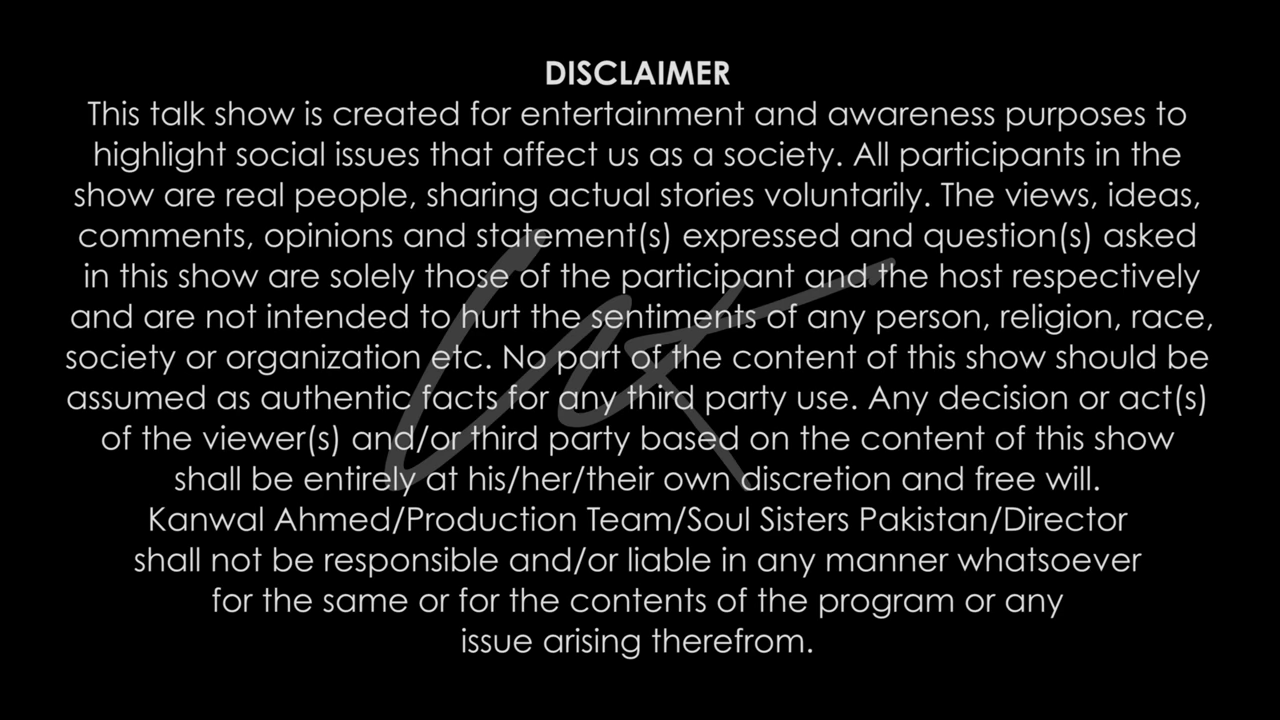 DISCLAIMER
This talk show is created for entertainment and awareness purposes to
highlight social issues that affect us as a society. All participants in the
show are real people, sharing actual stories voluntarily. The views, ideas,
comments, opinions and statement(s) expressed and question(s) asked
in this show are solely those of the participant and the host respectively
and are not intended to hurt the sentiments of any person, religion, race,
society or organization etc. No part of the content of this show should be
assumed as authentic facts for any third party use. Any decision or act(s)
of the viewer(s) and/or third party based on the content of this show
shall be entirely at his/her/their own discretion and free will.
Kanwal Ahmed/Production Team/Soul Sisters Pakistan/Director
shall not be responsible and/or liable in any manner whatsoever
for the same or for the contents of the program or any
issue arising therefrom.